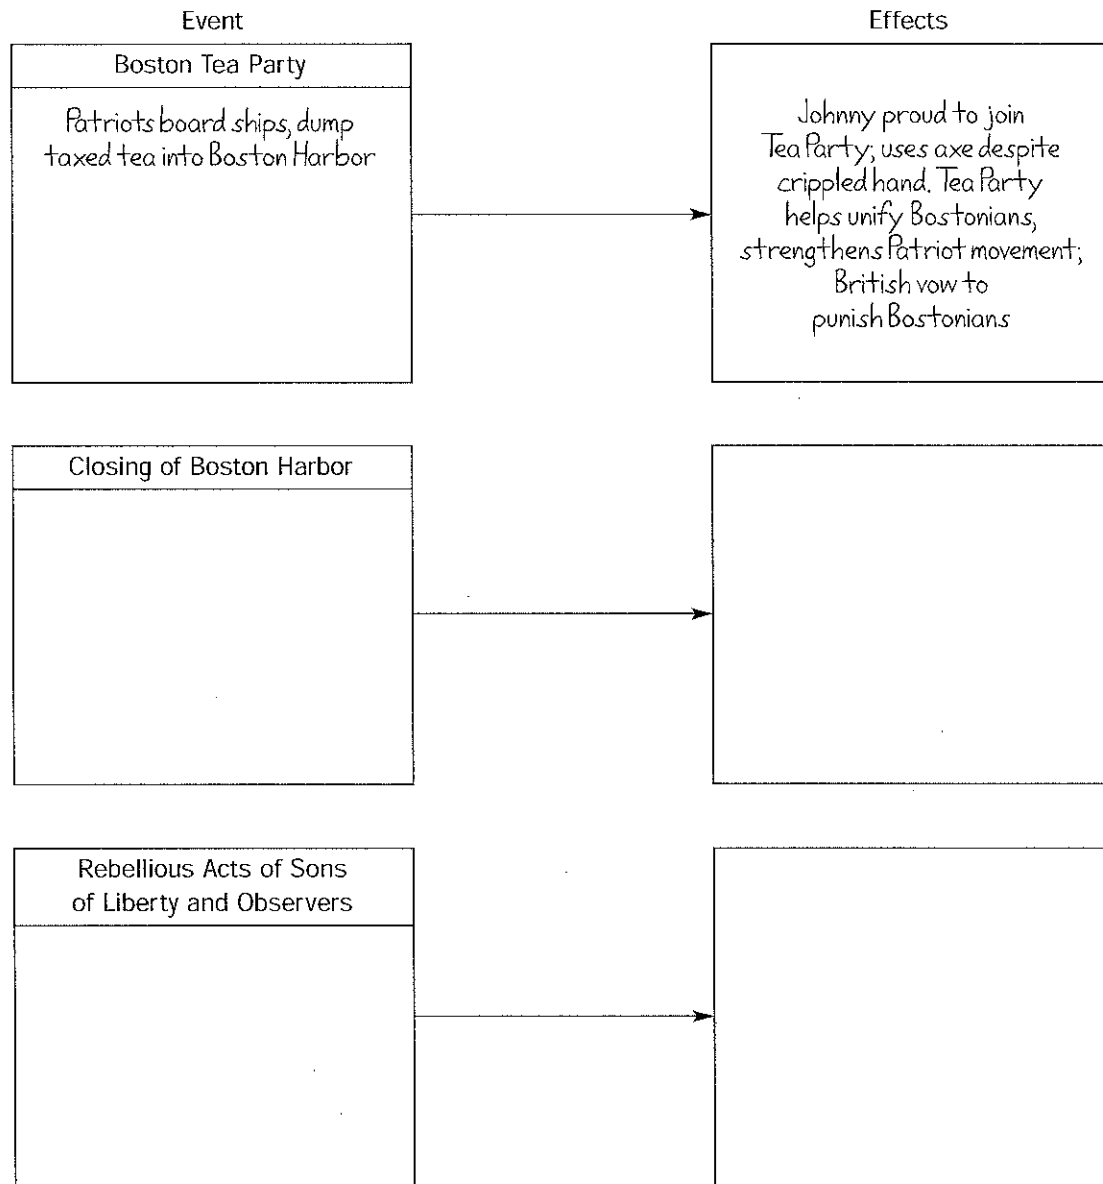 Event
Effects
Boston Tea Party
Patriots board ships, dump
taxed tea into Boston Harbor
Johnny proud to join
Tea Party; uses axe despite
crippled hand. Tea Party
helps unify Bostonians,
strengthens Patriot movement;
British vow to
punish Bostonians
Closing of Boston Harbor
Rebellious Acts of Sons
of Liberty and Observers